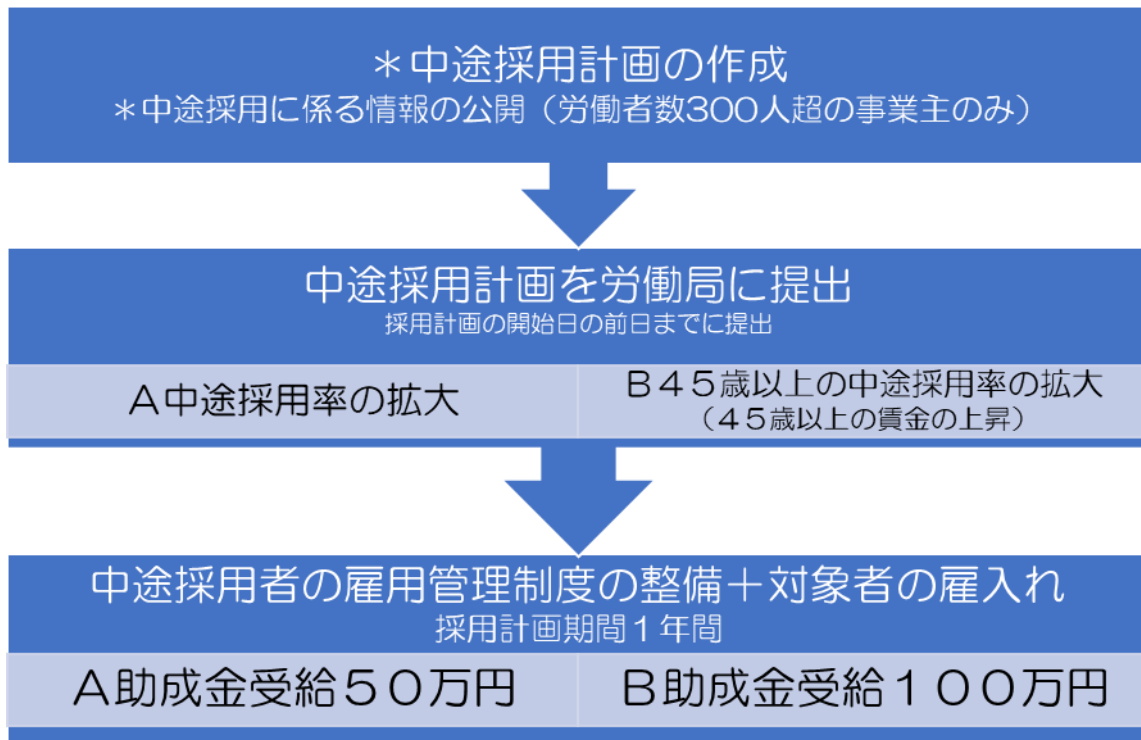 ＊中途採用計画の作成
＊中途採用に係る情報の公開（労働者数300人超の事業主のみ）
中途採用計画を労働局に提出
採用計画の開始日の前日までに提出
A中途採用率の拡大
B４５歳以上の中途採用率の拡大
（４５歳以上の賃金の上昇）
中途採用者の雇用管理制度の整備＋対象者の雇入れ
採用計画期間１年間
A助成金受給５０万円
B助成金受給１００万円